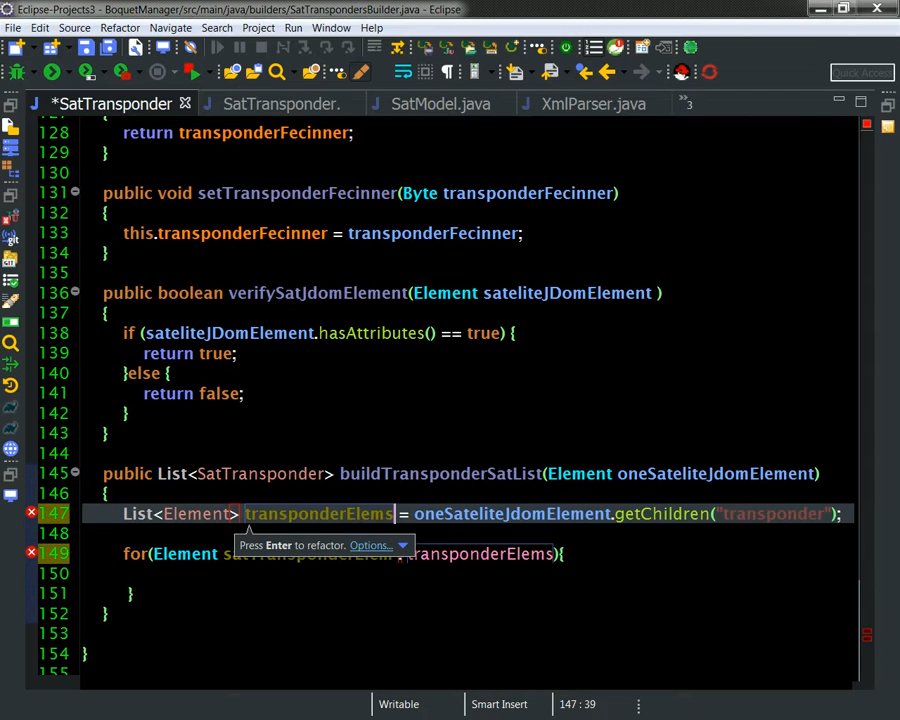 Eclipse-Projects3 - BoquetManager/src/main/java/builders/SatTranspondersBuilder.java - Eclipse
File Edit Source Refactor Navigate Search Project Run Window Help
Quick Access
*SatTransponder SatTransponder. SatModel.java XmlParser.java »3
128 return transponderFecinner;
129 }
130
131 public void setTransponderFecinner(Byte transponderFecinner)
132 {
133 this.transponderFecinner = transponderFecinner;
134 }
135
136 public boolean verifySatJdomElement(Element sateliteJDomElement )
137 {
138 if (sateliteJDomElement.hasAttributes() == true) {
139 return true;
140 }else {
141 return false;
142 }
143 }
144
145 public List<SatTransponder> buildTransponderSatList(Element oneSateliteJdomElement)
146 {
147 List<Element> transponderElems = oneSateliteJdomElement.getChildren("transponder");
148
Press Enter to refactor. Options...
149 for(Element transponderElems){
150
151 }
152 }
153
154 }
155
Writable Smart Insert 147 : 39